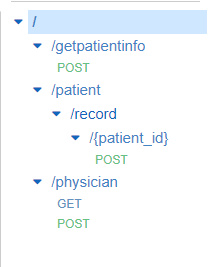 /
/getpatientinfo
POST
/patient
/record
/{patient_id}
POST
/physician
GET
POST